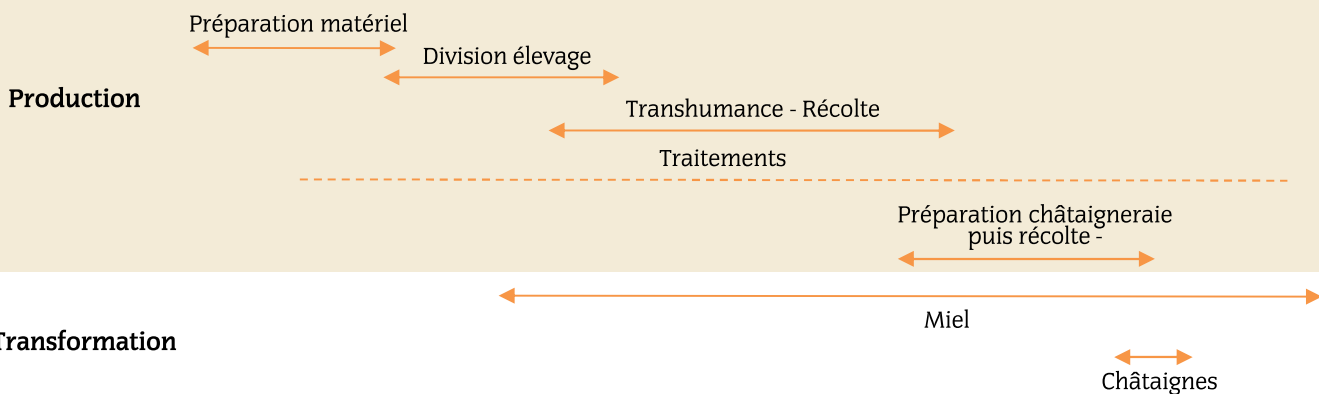 Préparation matériel
Division élevage
Production
Transhumance - Récolte
Traitements
Préparation châtaigneraie
puis récolte -
Miel
Transformation
Châtaignes